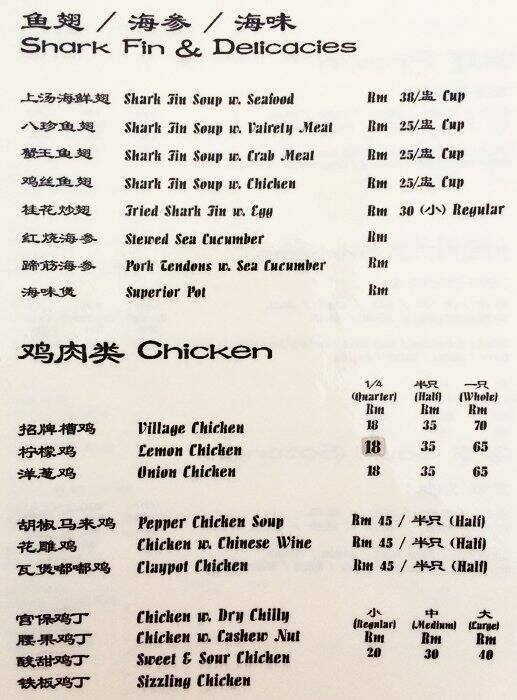 鱼翅 / 海参 / 海味
Shark Fin & Delicacies
上汤海鲜翅 Shark Fin Soup w. Seafood Rm 38/盅 Cup
八珍鱼翅 Shark Fin Soup w. Vairety Meat Rm 25/盅 Cup
蟹王鱼翅 Shark Fin Soup w. Crab Meat Rm 25/盅 Cup
鸡丝鱼翅 Shark Fin Soup w. Chicken Rm 25/盅 Cup
桂花炒翅 Fried Shark Fin w. Egg Rm 30 (小) Regular
红烧海参 Stewed Sea Cucumber Rm
蹄筋海参 Pork Tendons w. Sea Cucumber Rm
海味煲 Superior Pot Rm
鸡肉类 Chicken
1/4 半只 一只
(Quarter) (Half) (Whole)
Rm Rm Rm
招牌槽鸡 Village Chicken 18 35 70
柠檬鸡 Lemon Chicken 18 35 65
洋葱鸡 Onion Chicken 18 35 65
胡椒马来鸡 Pepper Chicken Soup Rm 45 / 半只 (Half)
花雕鸡 Chicken w. Chinese Wine Rm 45 / 半只 (Half)
瓦煲嘟嘟鸡 Claypot Chicken Rm 45 / 半只 (Half)
小 中 大
宫保鸡丁 Chicken w. Dry Chilly (Regular) (Medium) (Large)
腰果鸡丁 Chicken w. Cashew Nut Rm Rm Rm
酸甜鸡丁 Sweet & Sour Chicken 20 30 40
铁板鸡丁 Sizzling Chicken